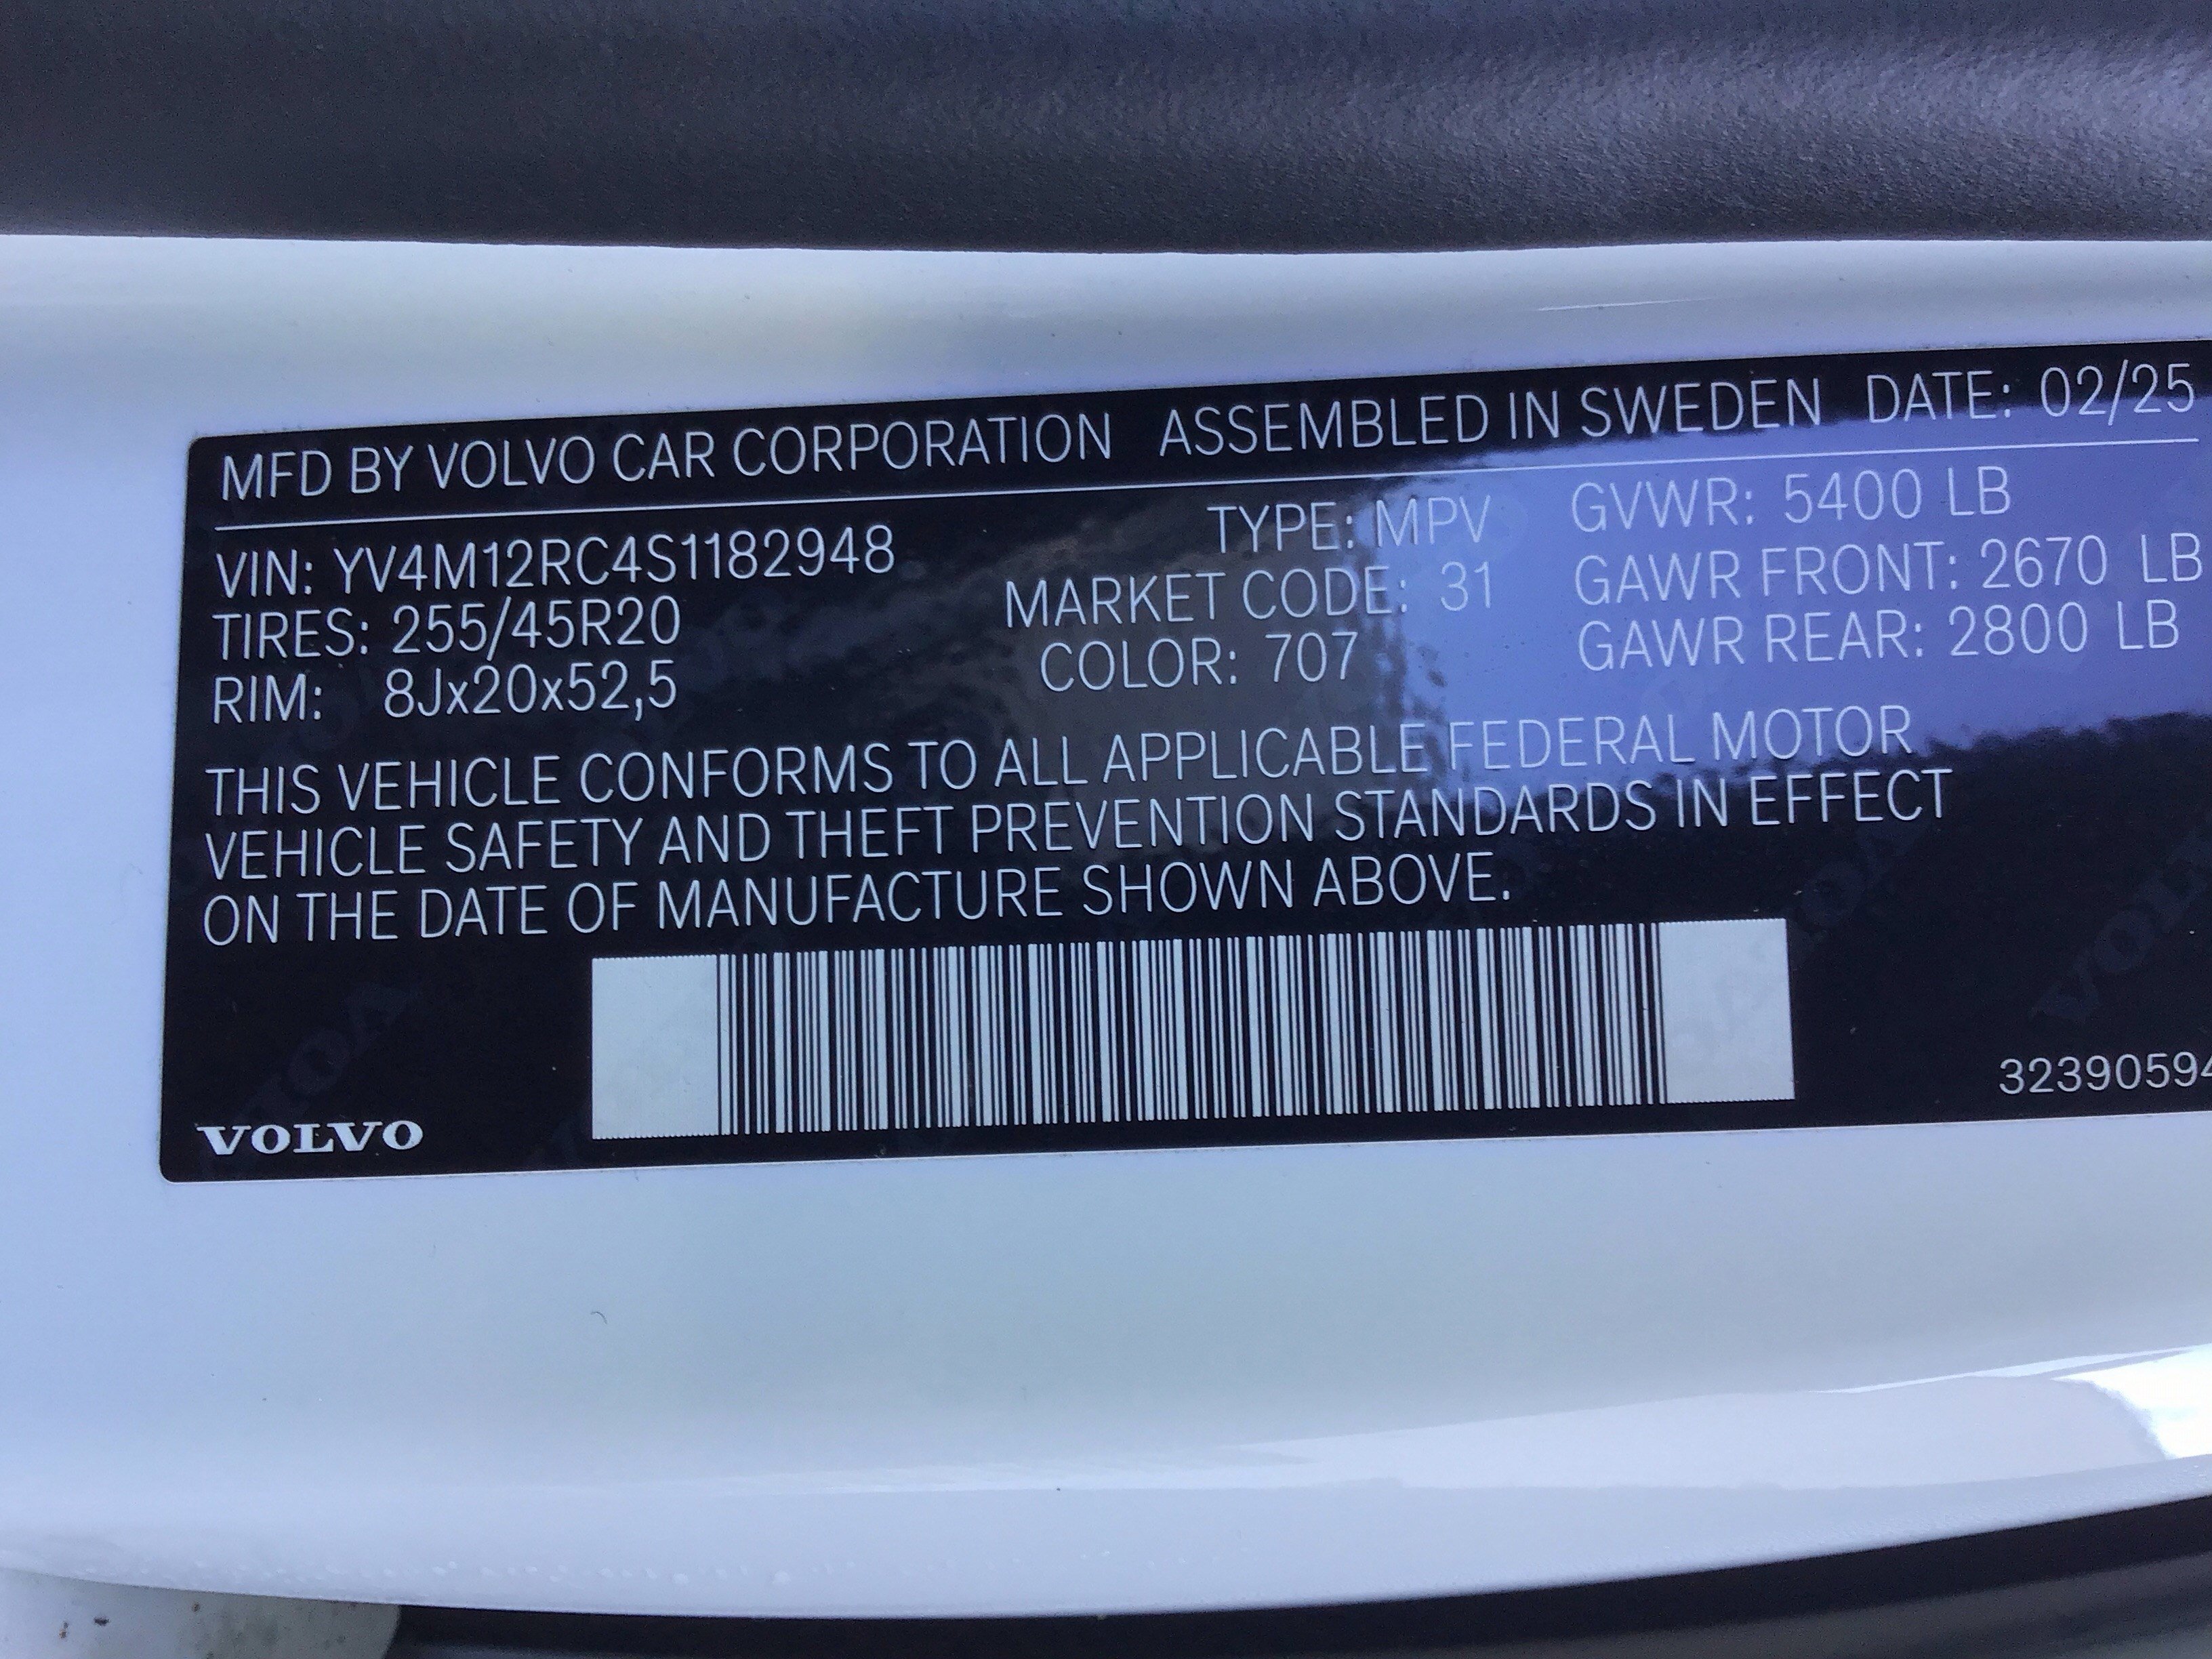 MFD BY VOLVO CAR CORPORATION ASSEMBLED IN SWEDEN DATE: 02/25
VIN: YV4M12RC4S1182948 TYPE: MPV GVWR: 5400 LB
TIRES: 255/45R20 MARKET CODE: 31 GAWR FRONT: 2670 LB
RIM: 8Jx20x52,5 COLOR: 707 GAWR REAR: 2800 LB
THIS VEHICLE CONFORMS TO ALL APPLICABLE FEDERAL MOTOR
VEHICLE SAFETY AND THEFT PREVENTION STANDARDS IN EFFECT
ON THE DATE OF MANUFACTURE SHOWN ABOVE.
32390594
VOLVO